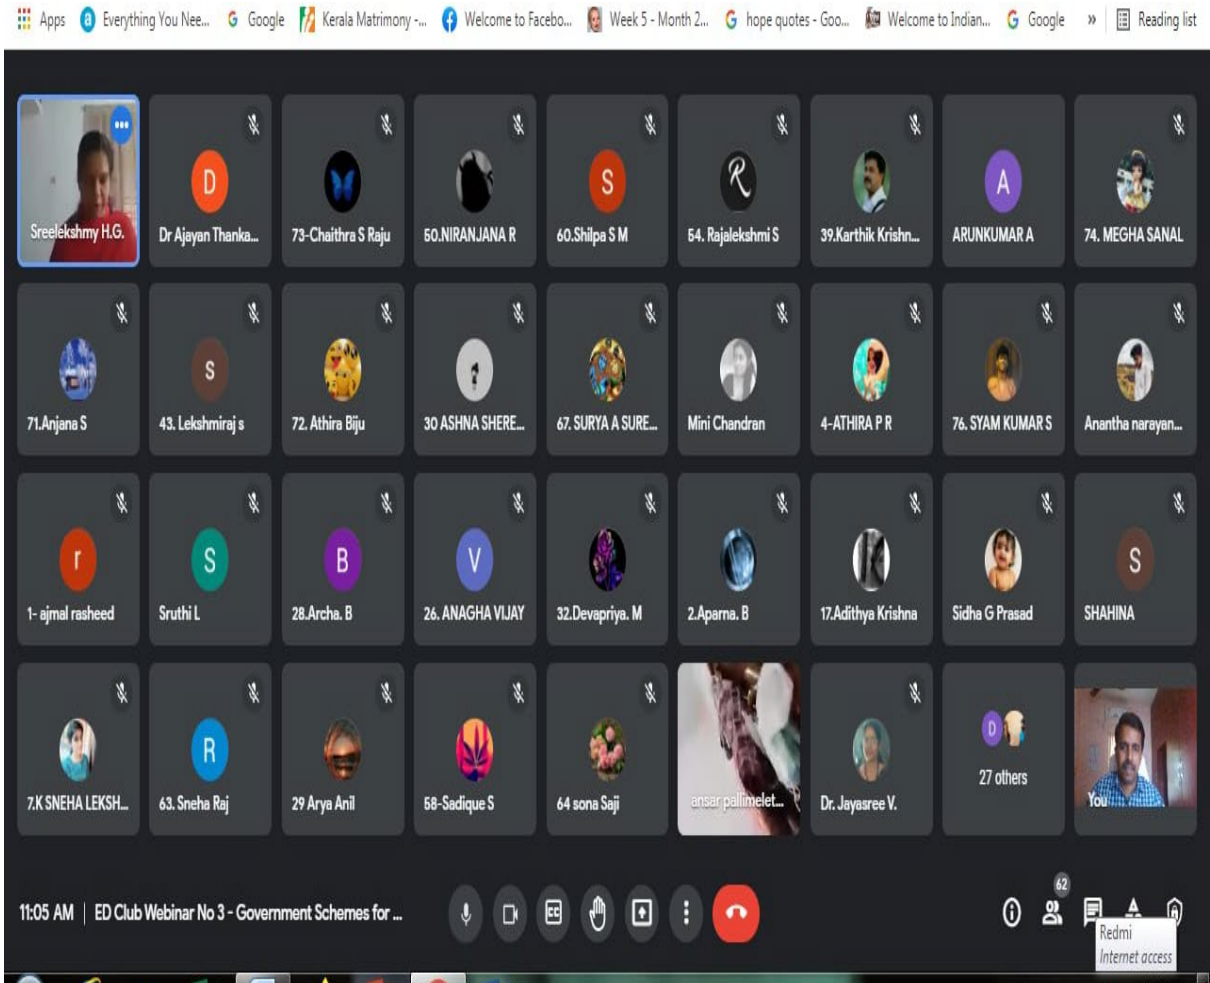 Apps Everything You Nee... Google Kerala Matrimony -... Welcome to Facebo... Week 5 - Month 2... hope quotes - Goo... Welcome to Indian... Google » Reading list
Sreelekshmy H.G.
D
Dr Ajayan Thanka...
73-Chaithra S Raju
50.NIRANJANA R
S
60.Shilpa S M
R
54. Rajalekshmi S
39.Karthik Krishn...
A
ARUNKUMAR A
74. MEGHA SANAL
71.Anjana S
s
43. Lekshmiraj s
72. Athira Biju
30 ASHNA SHERE...
67. SURYA A SURE...
Mini Chandran
4-ATHIRA P R
76. SYAM KUMAR S
Anantha narayan...
r
1- ajmal rasheed
S
Sruthi L
B
28.Archa. B
V
26. ANAGHA VIJAY
32.Devapriya. M
2.Aparna. B
17.Adithya Krishna
Sidha G Prasad
S
SHAHINA
7.K SNEHA LEKSH...
R
63. Sneha Raj
29 Arya Anil
58-Sadique S
64 sona Saji
ansar pallimelet...
Dr. Jayasree V.
D
27 others
You
11:05 AM | ED Club Webinar No 3 - Government Schemes for ...
CC
62
Redmi
Internet access